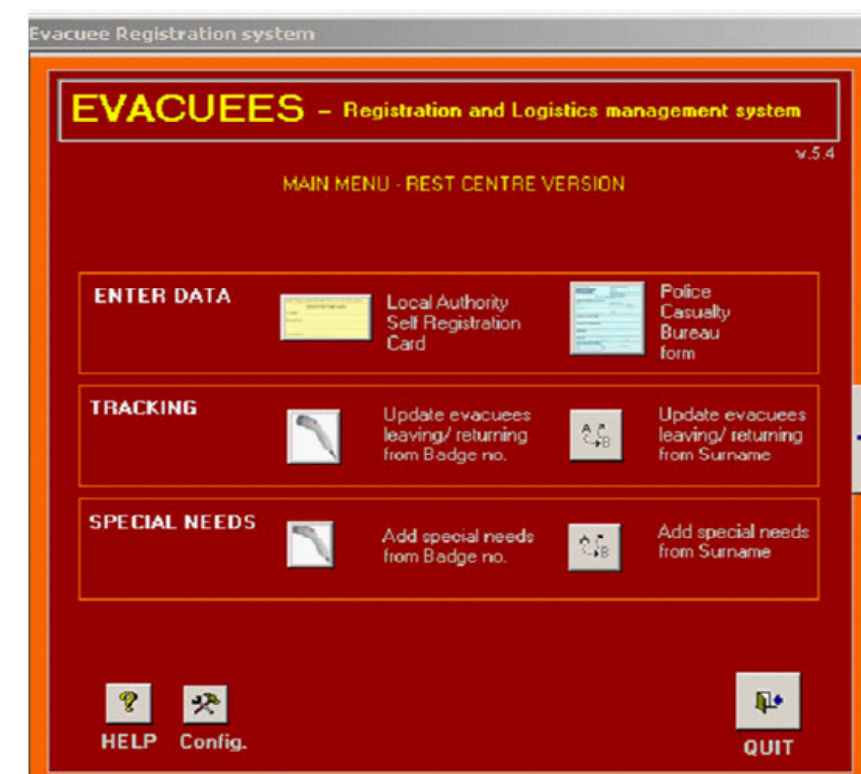 Evacuee Registration system
EVACUEES – Registration and Logistics management system
v.5.4
MAIN MENU - REST CENTRE VERSION
ENTER DATA
Local Authority
Self Registration
Card
Police
Casualty
Bureau
form
TRACKING
Update evacuees
leaving/ returning
from Badge no.
Update evacuees
leaving/ returning
from Surname
SPECIAL NEEDS
Add special needs
from Badge no.
Add special needs
from Surname
HELP
Config.
QUIT